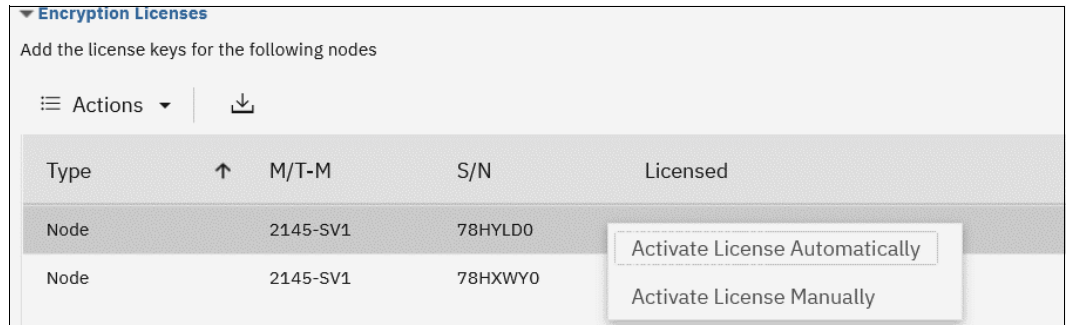 Encryption Licenses
Add the license keys for the following nodes
Actions
Type M/T-M S/N Licensed
Node 2145-SV1 78HYLD0
Activate License Automatically
Node 2145-SV1 78HXWY0
Activate License Manually